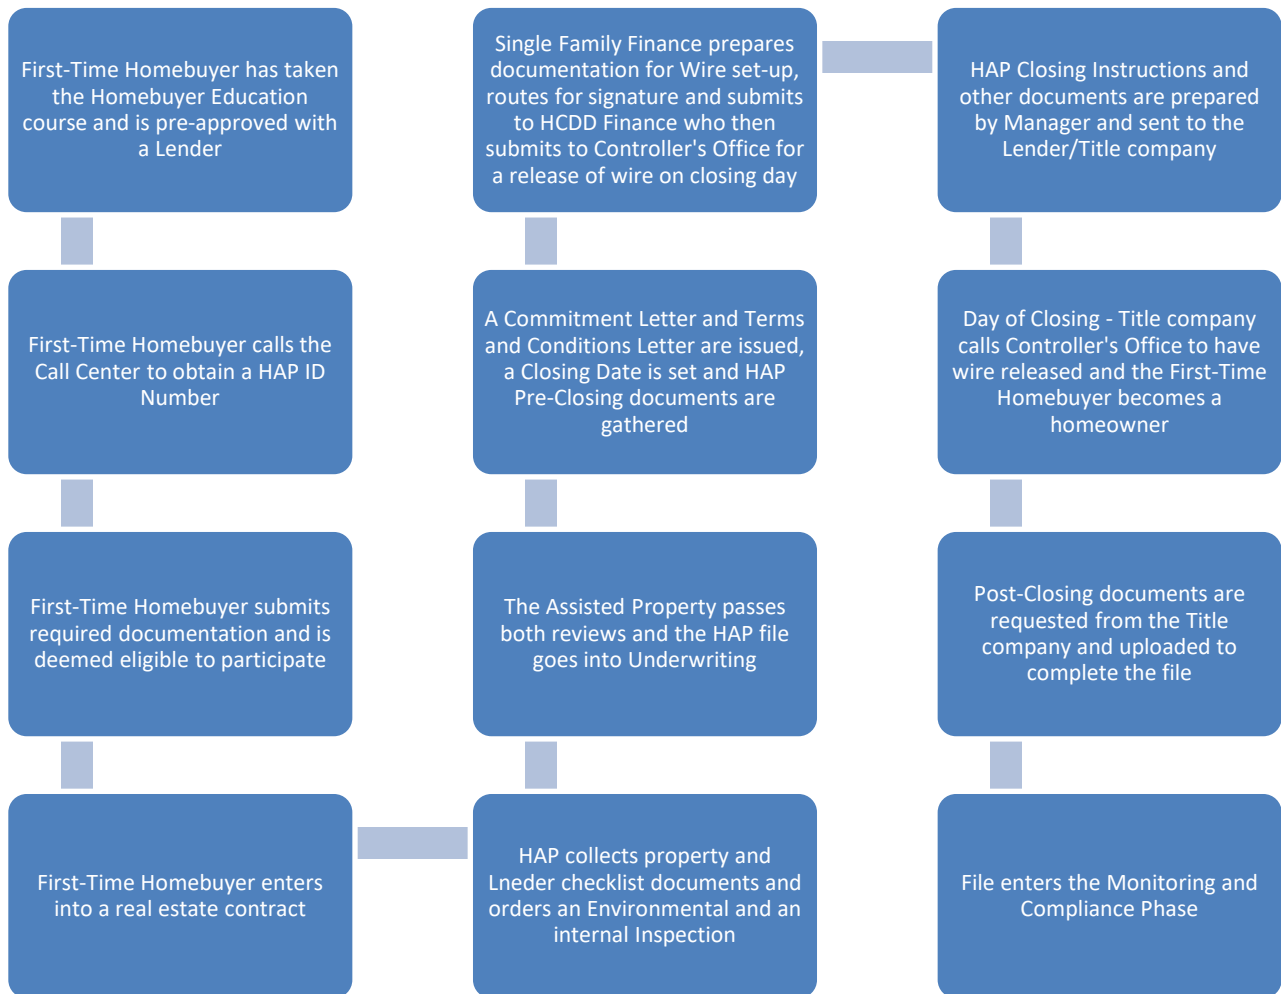 First-Time Homebuyer has taken
the Homebuyer Education
course and is pre-approved with
a Lender
First-Time Homebuyer calls the
Call Center to obtain a HAP ID
Number
First-Time Homebuyer submits
required documentation and is
deemed eligible to participate
First-Time Homebuyer enters
into a real estate contract
HAP collects property and
Lneder checklist documents and
orders an Environmental and an
internal Inspection
The Assisted Property passes
both reviews and the HAP file
goes into Underwriting
A Commitment Letter and Terms
and Conditions Letter are issued,
a Closing Date is set and HAP
Pre-Closing documents are
gathered
Single Family Finance prepares
documentation for Wire set-up,
routes for signature and submits
to HCDD Finance who then
submits to Controller's Office for
a release of wire on closing day
HAP Closing Instructions and
other documents are prepared
by Manager and sent to the
Lender/Title company
Day of Closing - Title company
calls Controller's Office to have
wire released and the First-Time
Homebuyer becomes a
homeowner
Post-Closing documents are
requested from the Title
company and uploaded to
complete the file
File enters the Monitoring and
Compliance Phase